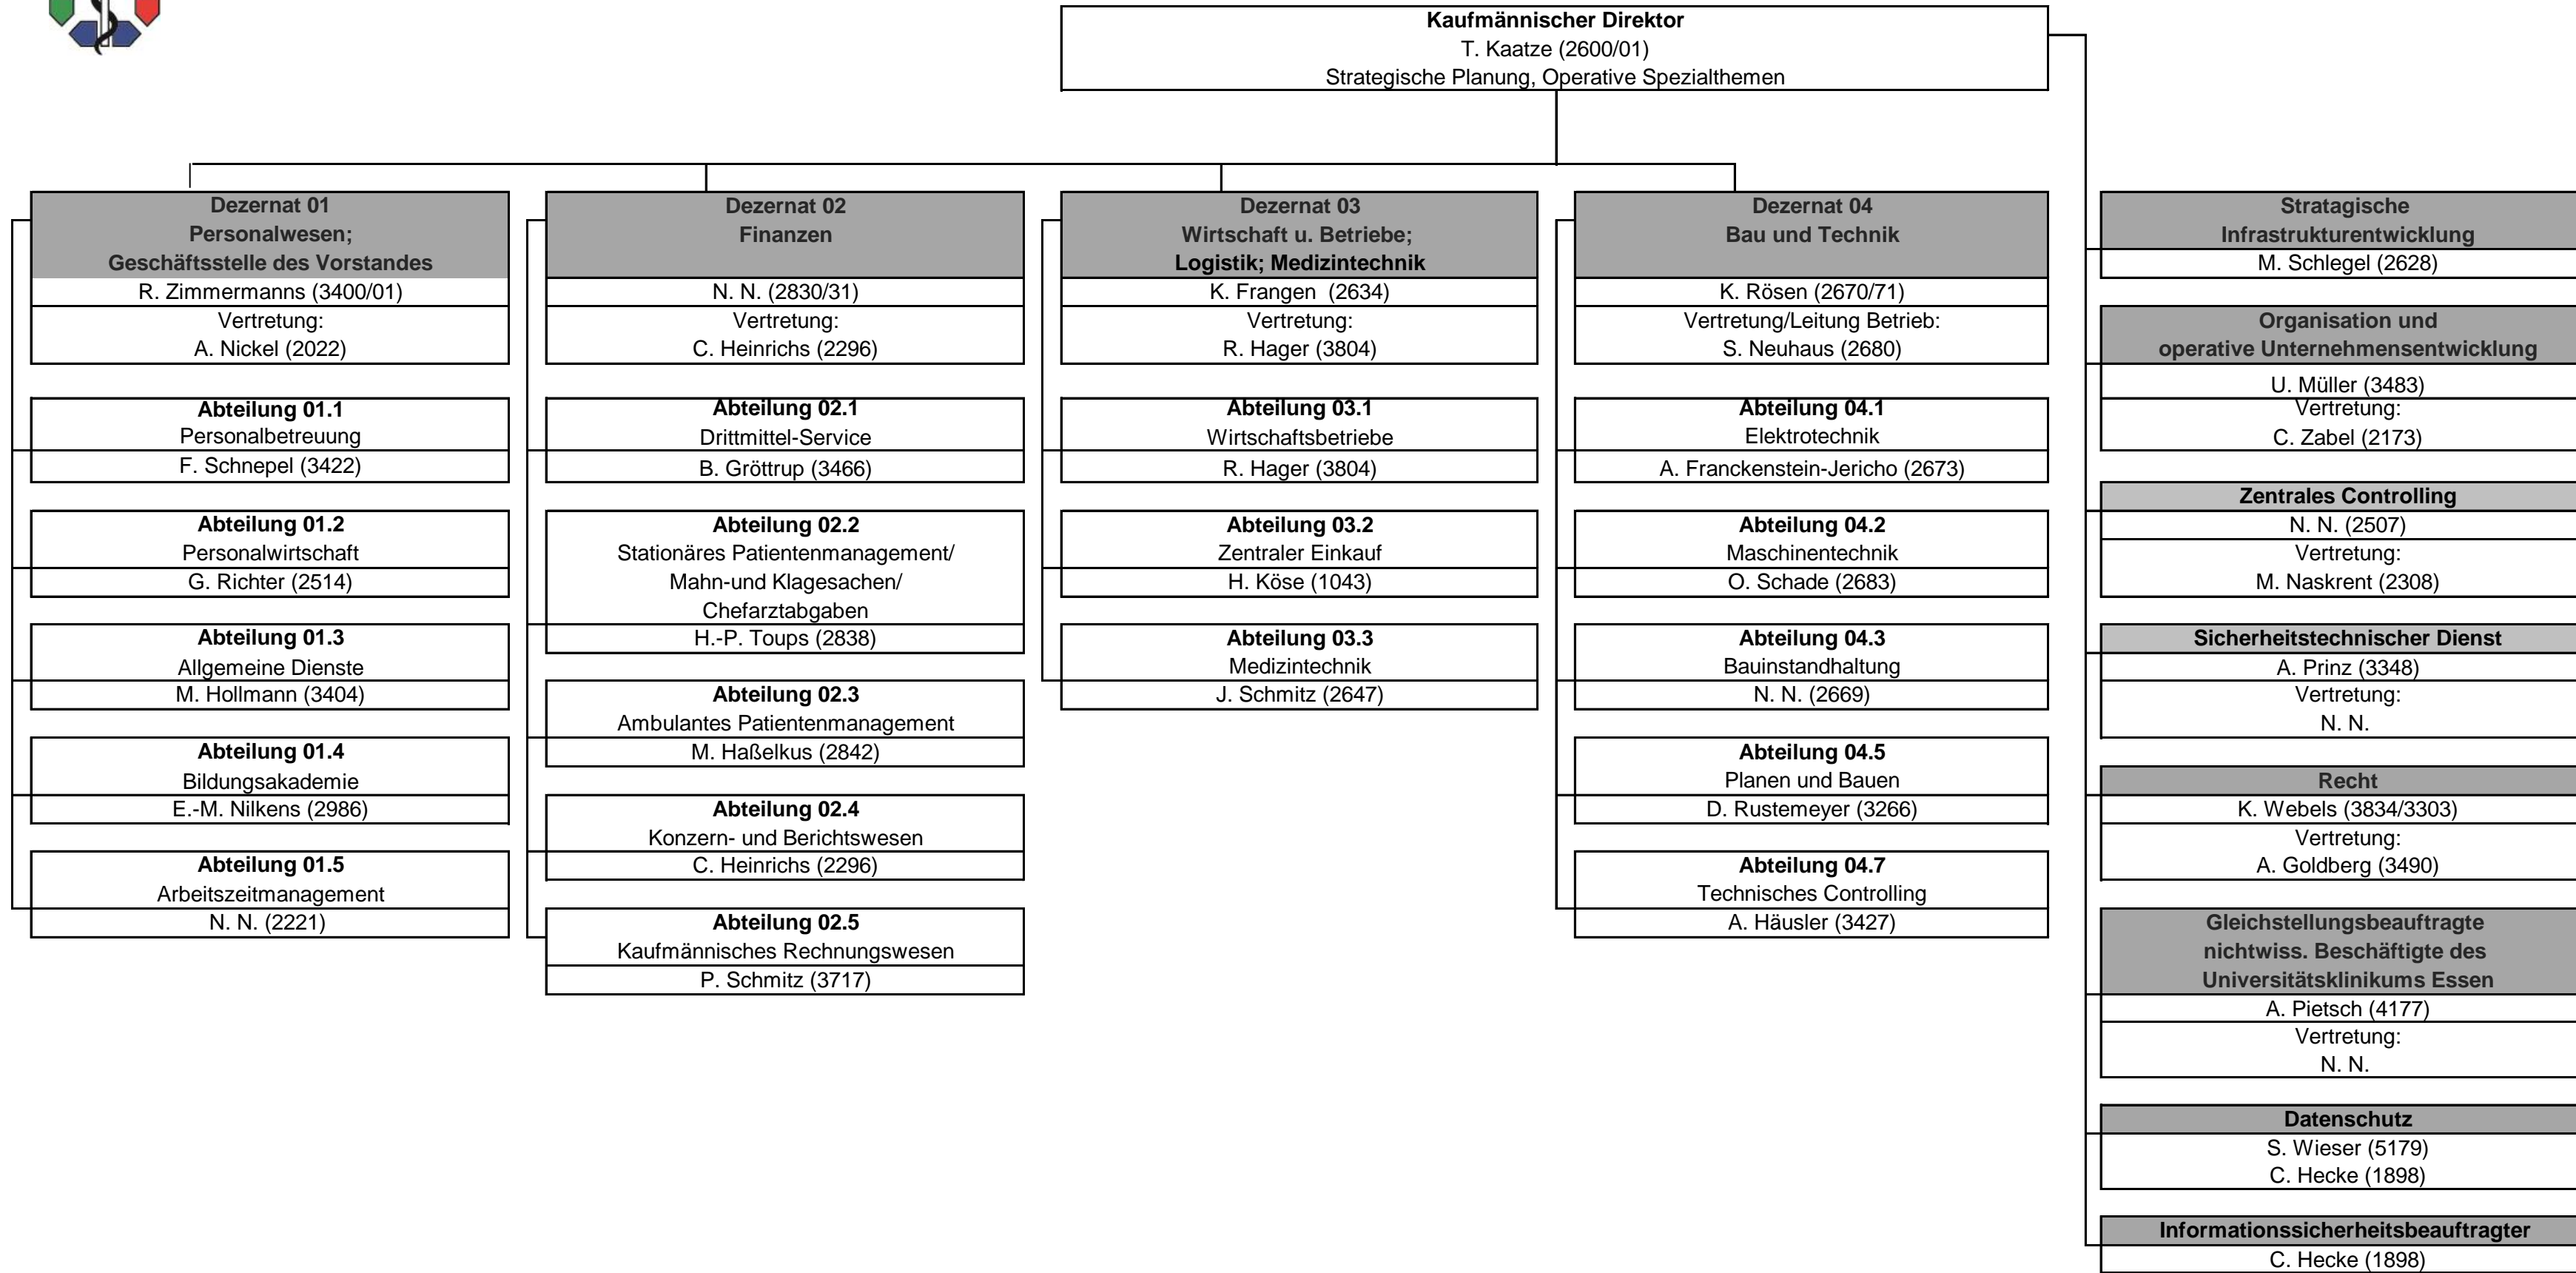 Kaufmännischer Direktor
T. Kaatze (2600/01)
Strategische Planung, Operative Spezialthemen
Dezernat 01
Personalwesen;
Geschäftsstelle des Vorstandes
R. Zimmermanns (3400/01)
Vertretung:
A. Nickel (2022)
Abteilung 01.1
Personalbetreuung
F. Schnepel (3422)
Abteilung 01.2
Personalwirtschaft
G. Richter (2514)
Abteilung 01.3
Allgemeine Dienste
M. Hollmann (3404)
Abteilung 01.4
Bildungsakademie
E.-M. Nilkens (2986)
Abteilung 01.5
Arbeitszeitmanagement
N. N. (2221)
Dezernat 02
Finanzen
N. N. (2830/31)
Vertretung:
C. Heinrichs (2296)
Abteilung 02.1
Drittmittel-Service
B. Gröttrup (3466)
Abteilung 02.2
Stationäres Patientenmanagement/
Mahn-und Klagesachen/
Chefarztabgaben
H.-P. Toups (2838)
Abteilung 02.3
Ambulantes Patientenmanagement
M. Haßelkus (2842)
Abteilung 02.4
Konzern- und Berichtswesen
C. Heinrichs (2296)
Abteilung 02.5
Kaufmännisches Rechnungswesen
P. Schmitz (3717)
Dezernat 03
Wirtschaft u. Betriebe;
Logistik; Medizintechnik
K. Frangen (2634)
Vertretung:
R. Hager (3804)
Abteilung 03.1
Wirtschaftsbetriebe
R. Hager (3804)
Abteilung 03.2
Zentraler Einkauf
H. Köse (1043)
Abteilung 03.3
Medizintechnik
J. Schmitz (2647)
Dezernat 04
Bau und Technik
K. Rösen (2670/71)
Vertretung/Leitung Betrieb:
S. Neuhaus (2680)
Abteilung 04.1
Elektrotechnik
A. Franckenstein-Jericho (2673)
Abteilung 04.2
Maschinentechnik
O. Schade (2683)
Abteilung 04.3
Bauinstandhaltung
N. N. (2669)
Abteilung 04.5
Planen und Bauen
D. Rustemeyer (3266)
Abteilung 04.7
Technisches Controlling
A. Häusler (3427)
Stratagische
Infrastrukturentwicklung
M. Schlegel (2628)
Organisation und
operative Unternehmensentwicklung
U. Müller (3483)
Vertretung:
C. Zabel (2173)
Zentrales Controlling
N. N. (2507)
Vertretung:
M. Naskrent (2308)
Sicherheitstechnischer Dienst
A. Prinz (3348)
Vertretung:
N. N.
Recht
K. Webels (3834/3303)
Vertretung:
A. Goldberg (3490)
Gleichstellungsbeauftragte
nichtwiss. Beschäftigte des
Universitätsklinikums Essen
A. Pietsch (4177)
Vertretung:
N. N.
Datenschutz
S. Wieser (5179)
C. Hecke (1898)
Informationssicherheitsbeauftragter
C. Hecke (1898)